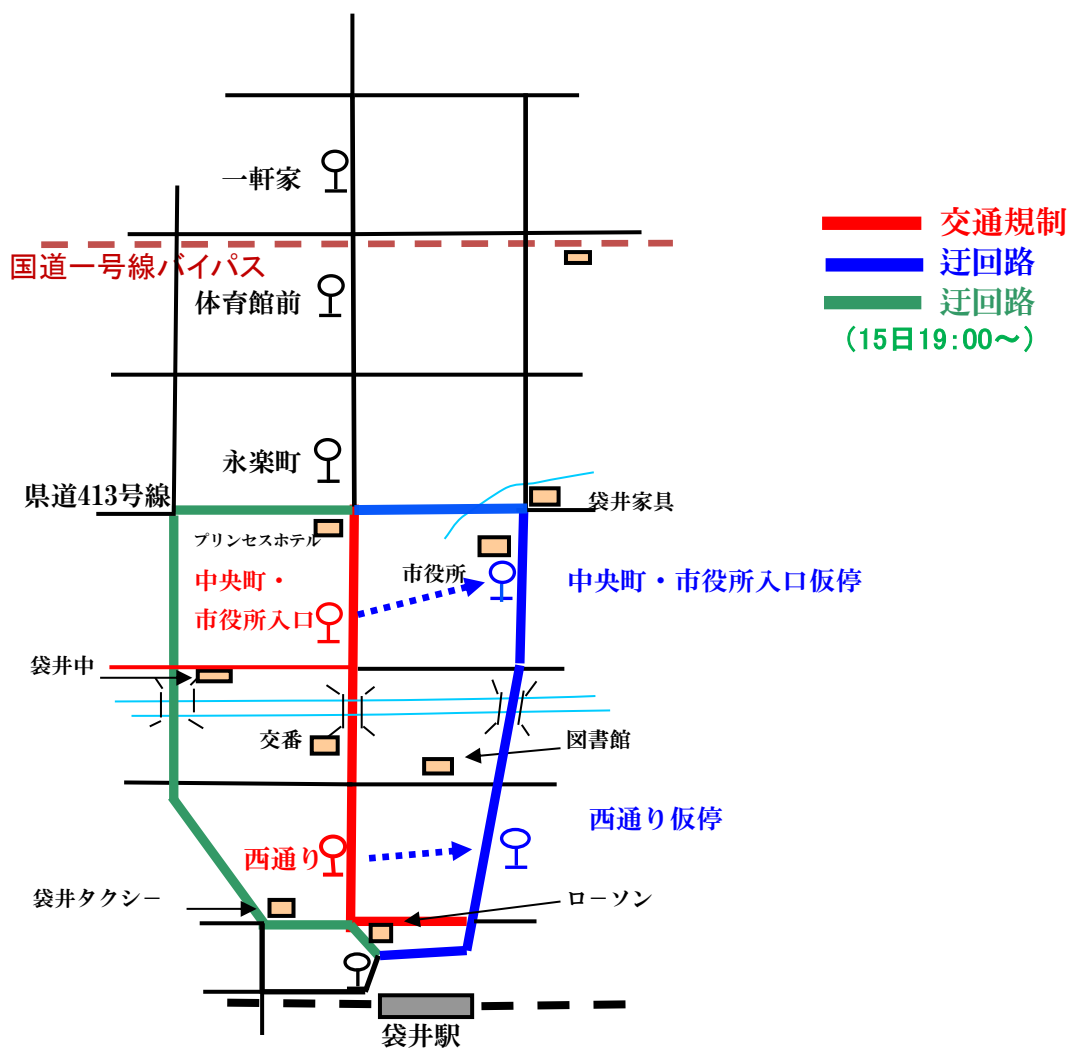 一軒家
交通規制
国道一号線バイパス
迂回路
体育館前
迂回路
（15日19：00～）
永楽町
県道413号線
袋井家具
プリンセスホテル
市役所
中央町・
市役所入口
中央町・市役所入口仮停
袋井中
交番
図書館
西通り
西通り仮停
袋井タクシー
ローソン
袋井駅